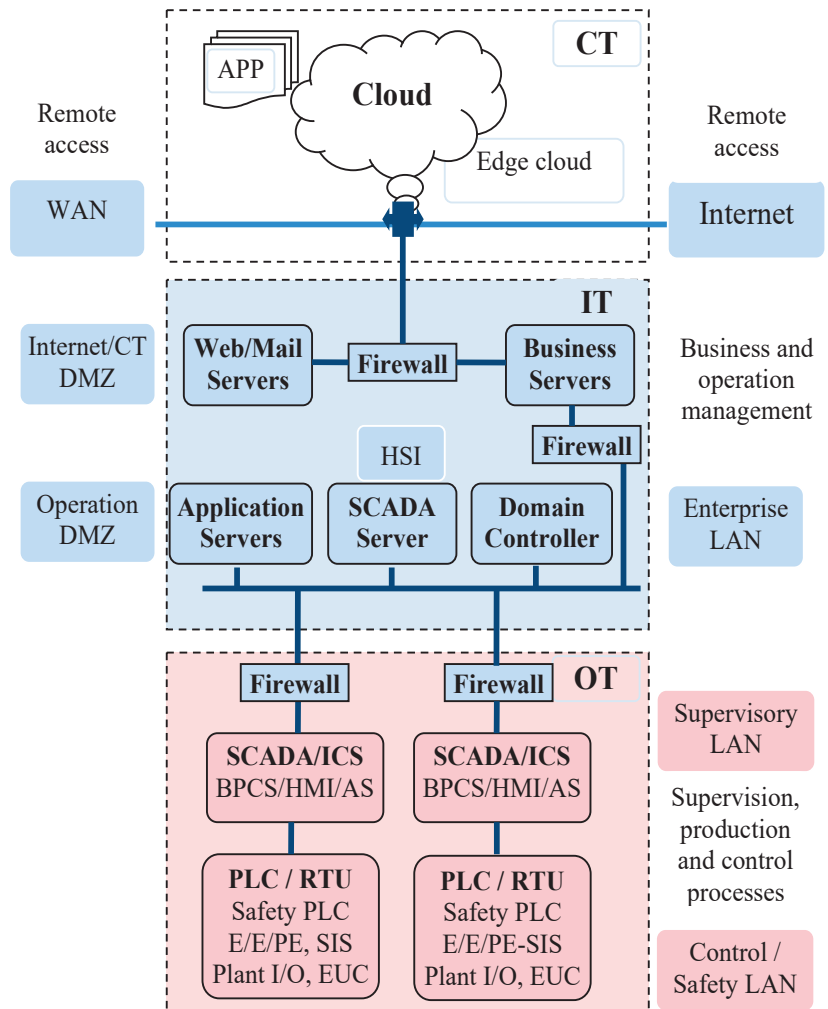 APP
Cloud
CT
Edge cloud
Remote
access
WAN
Remote
access
Internet
IT
Internet/CT
DMZ
Web/Mail
Servers
Firewall
Business
Servers
Business and
operation
management
Firewall
HSI
Operation
DMZ
Application
Servers
SCADA
Server
Domain
Controller
Enterprise
LAN
OT
Firewall
Firewall
SCADA/ICS
BPCS/HMI/AS
SCADA/ICS
BPCS/HMI/AS
Supervisory
LAN
Supervision,
production
and control
processes
PLC / RTU
Safety PLC
E/E/PE, SIS
Plant I/O, EUC
PLC / RTU
Safety PLC
E/E/PE-SIS
Plant I/O, EUC
Control /
Safety LAN